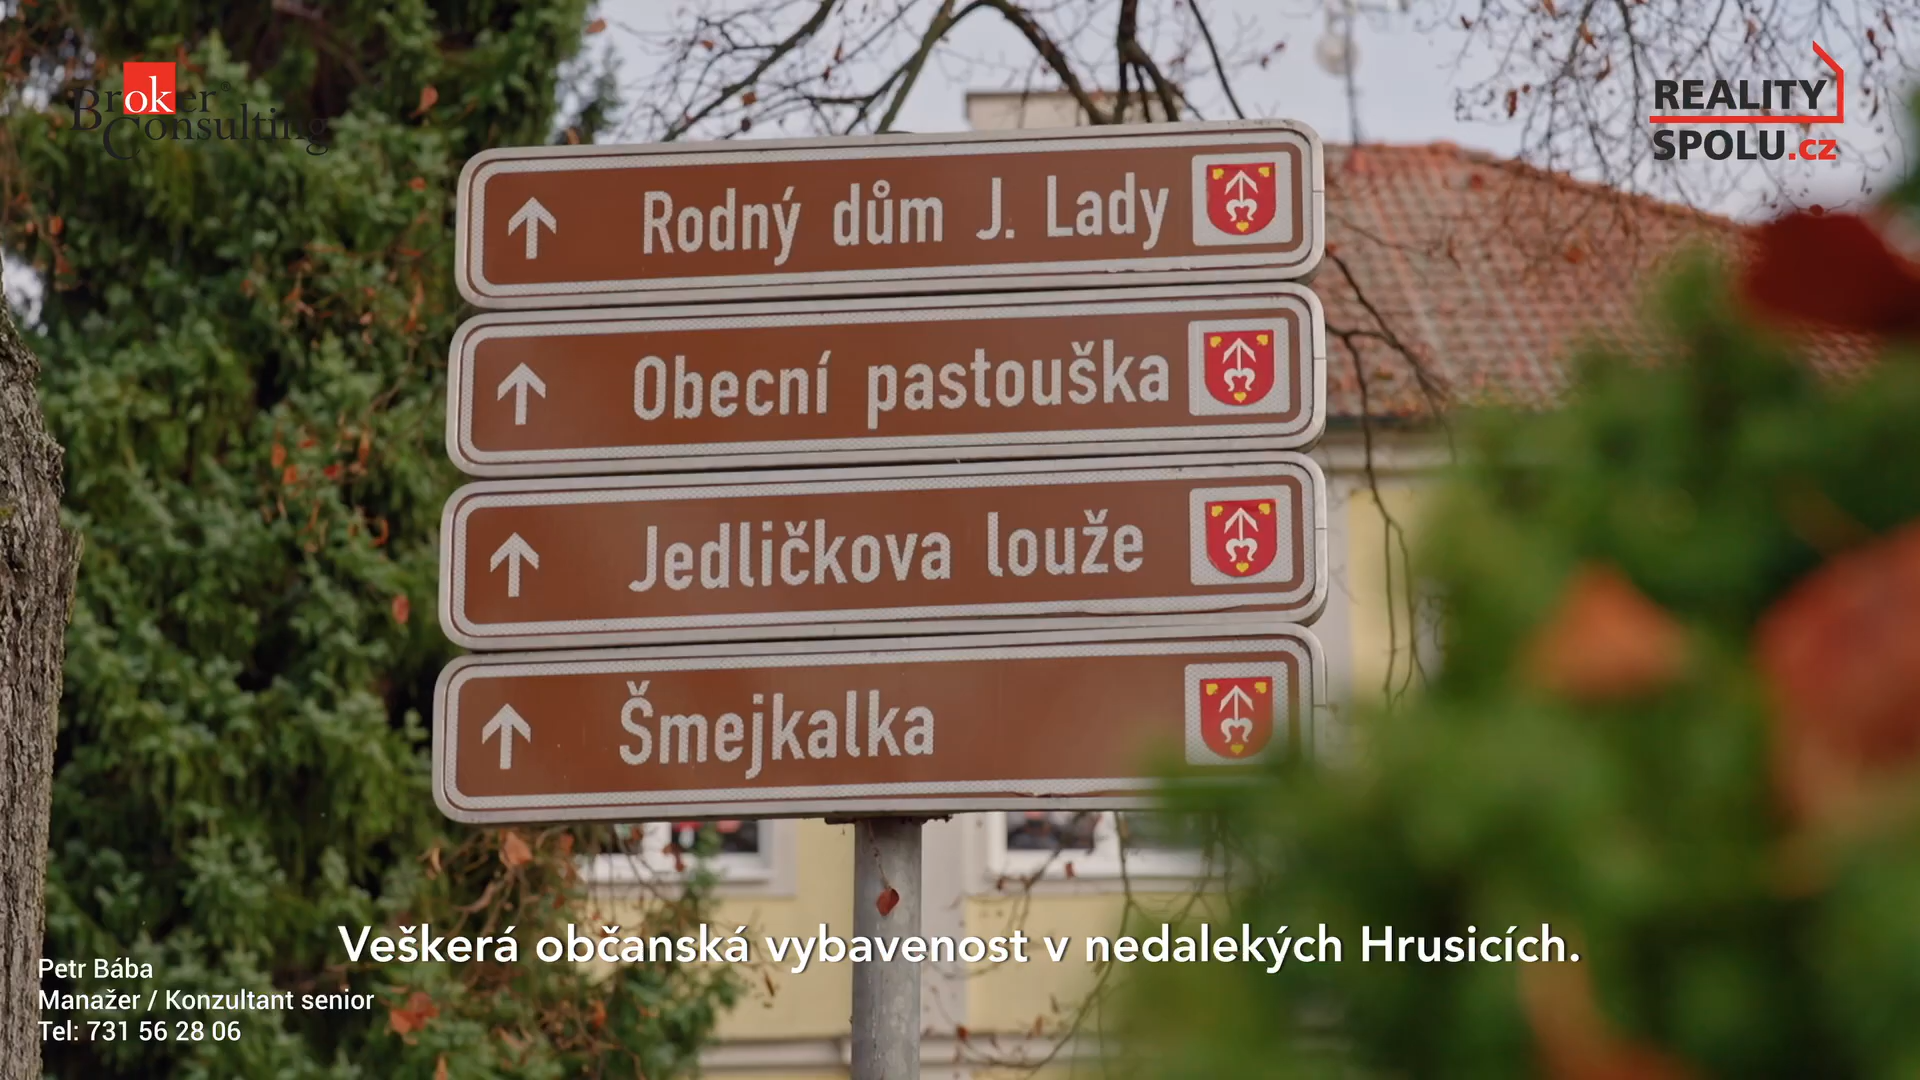 Broker
Consulting
REALITY
SPOLU.cz
Rodný dům J. Lady
Obecní pastouška
Jedličkova louže
Šmejkalka
Veškerá občanská vybavenost v nedalekých Hrusicích.
Petr Bába
Manažer / Konzultant senior
Tel: 731 56 28 06